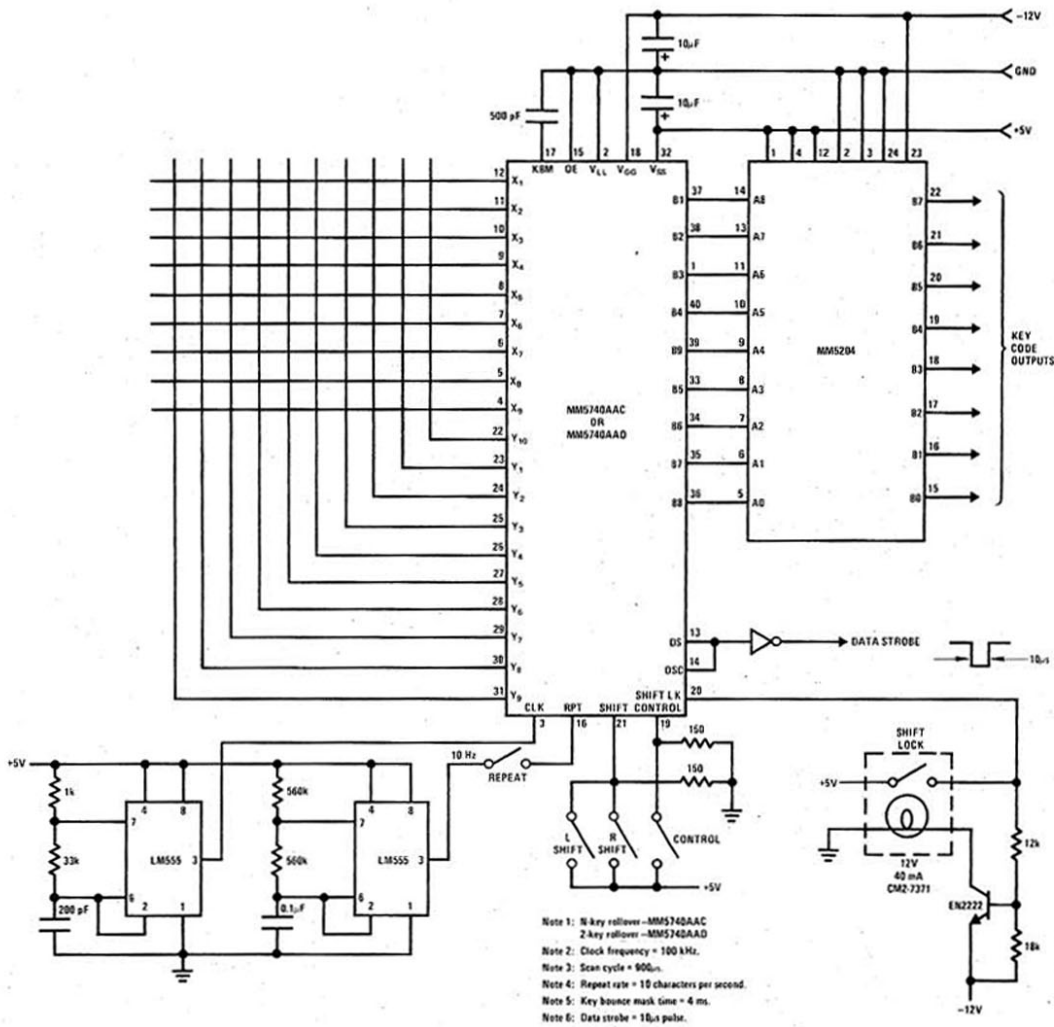 −12V
10µF
GND
10µF
500 pF
+5V
17 15 2 18 32
1 4 12 2 3 24 23
KBM OE VLL VGG VSS
12 X1
11 X2
10 X3
9 X4
8 X5
7 X6
6 X7
5 X8
4 X9
22 Y10
23 Y1
24 Y2
25 Y3
26 Y4
27 Y5
28 Y6
29 Y7
30 Y8
31 Y9
MM5740AAC
OR
MM5740AAD
B1 37 14 A8
B2 38 13 A7
B3 1 11 A6
B4 40 10 A5
B9 39 9 A4
B5 33 8 A3
B6 34 7 A2
B7 35 6 A1
B8 36 5 A0
MM5204
B7 22
B6 21
B5 20
B4 19
B3 18
B2 17
B1 16
B0 15
KEY
CODE
OUTPUTS
DS 13
OSC 14
DATA STROBE
10µs
SHIFT LK 20
CLK RPT SHIFT CONTROL
3 16 21 19
150
150
10 Hz
REPEAT
+5V
1k
33k
200 pF
4 8
7
LM555 3
6
2 1
560k
560k
0.1µF
4 8
7
LM555 3
6
2 1
L
SHIFT
R
SHIFT
CONTROL
+5V
SHIFT
LOCK
+5V
12V
40 mA
CM2-7371
12k
EN2222
18k
−12V
Note 1: N-key rollover–MM5740AAC
2-key rollover–MM5740AAD
Note 2: Clock frequency = 100 kHz.
Note 3: Scan cycle = 900µs.
Note 4: Repeat rate = 10 characters per second.
Note 5: Key bounce mask time = 4 ms.
Note 6: Data strobe = 10µs pulse.